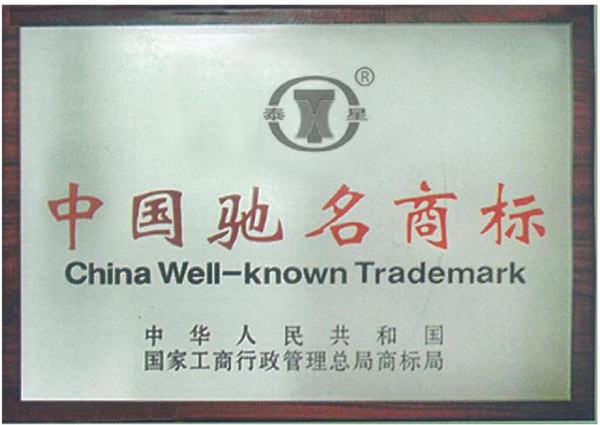 泰 星 ®
中国驰名商标
China Well-known Trademark
中华人民共和国
国家工商行政管理总局商标局